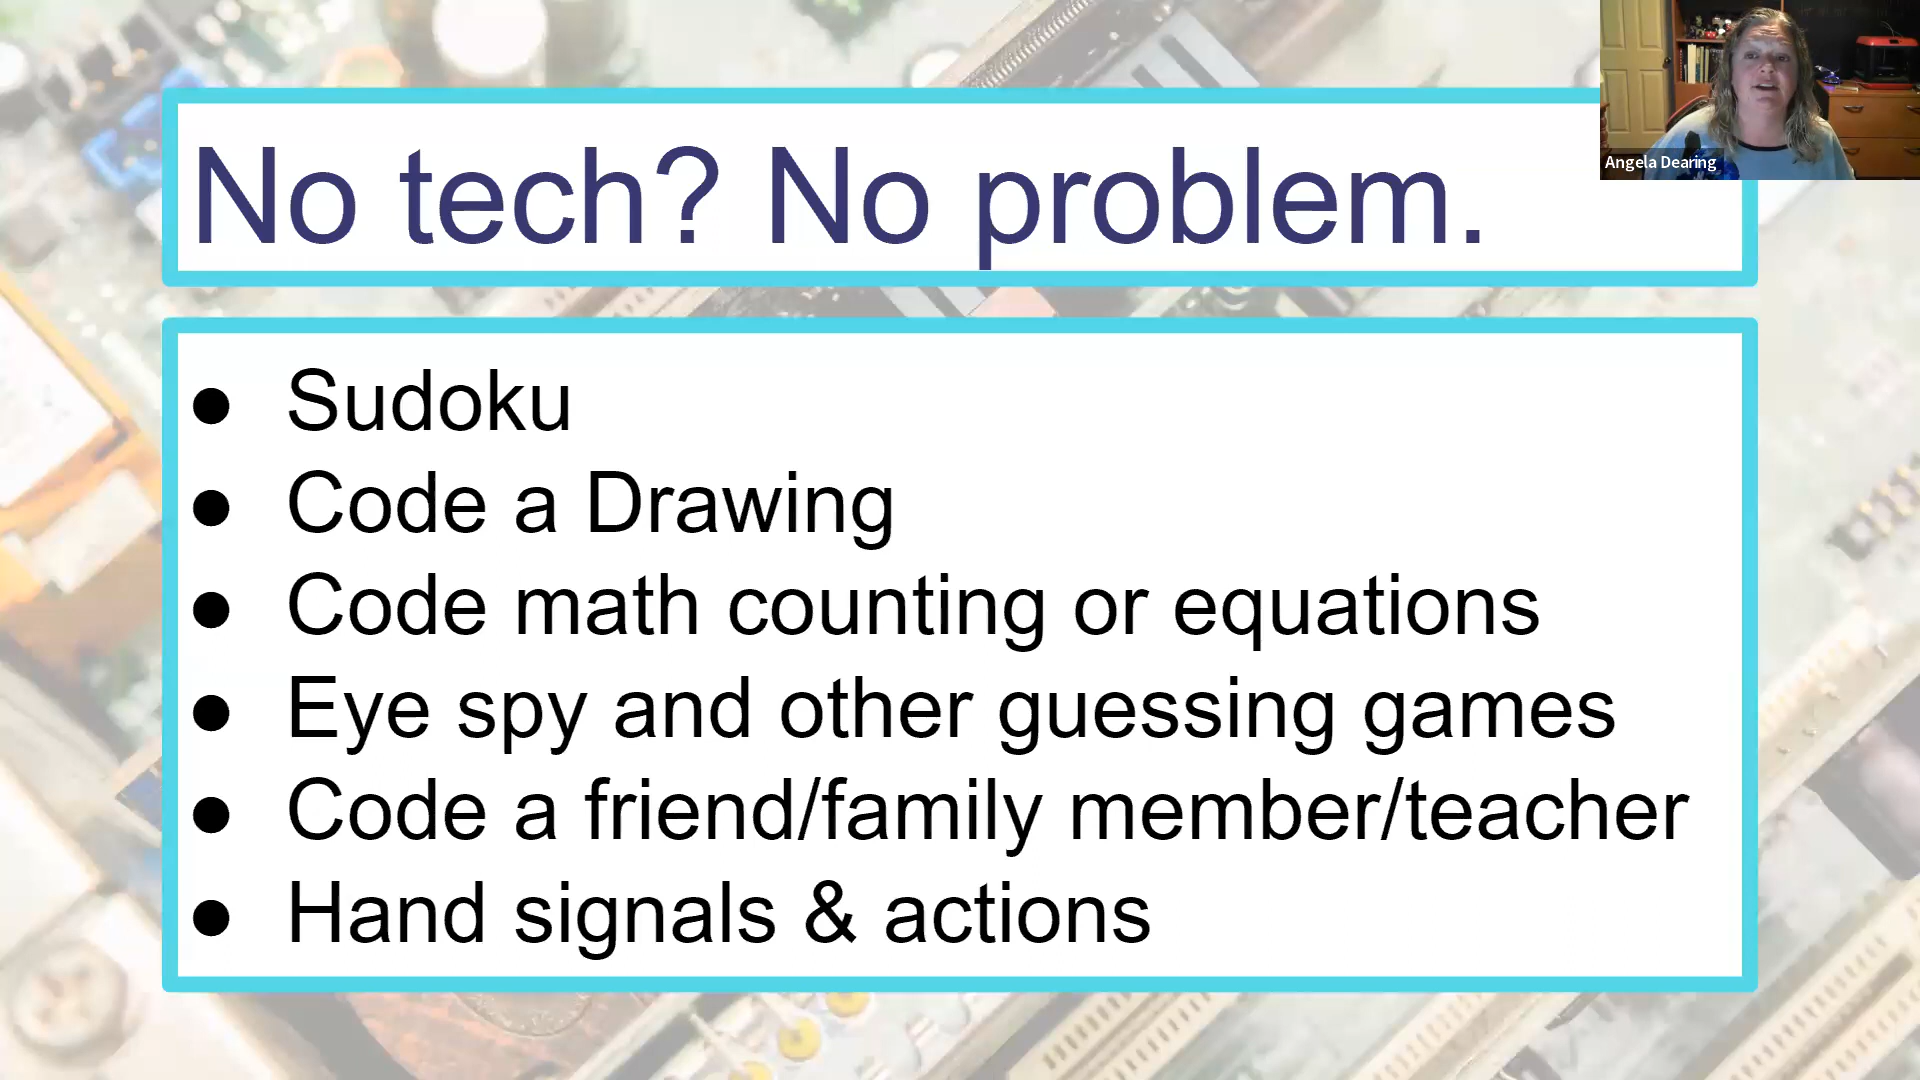 No tech? No problem.
Angela Dearing
● Sudoku
● Code a Drawing
● Code math counting or equations
● Eye spy and other guessing games
● Code a friend/family member/teacher
● Hand signals & actions